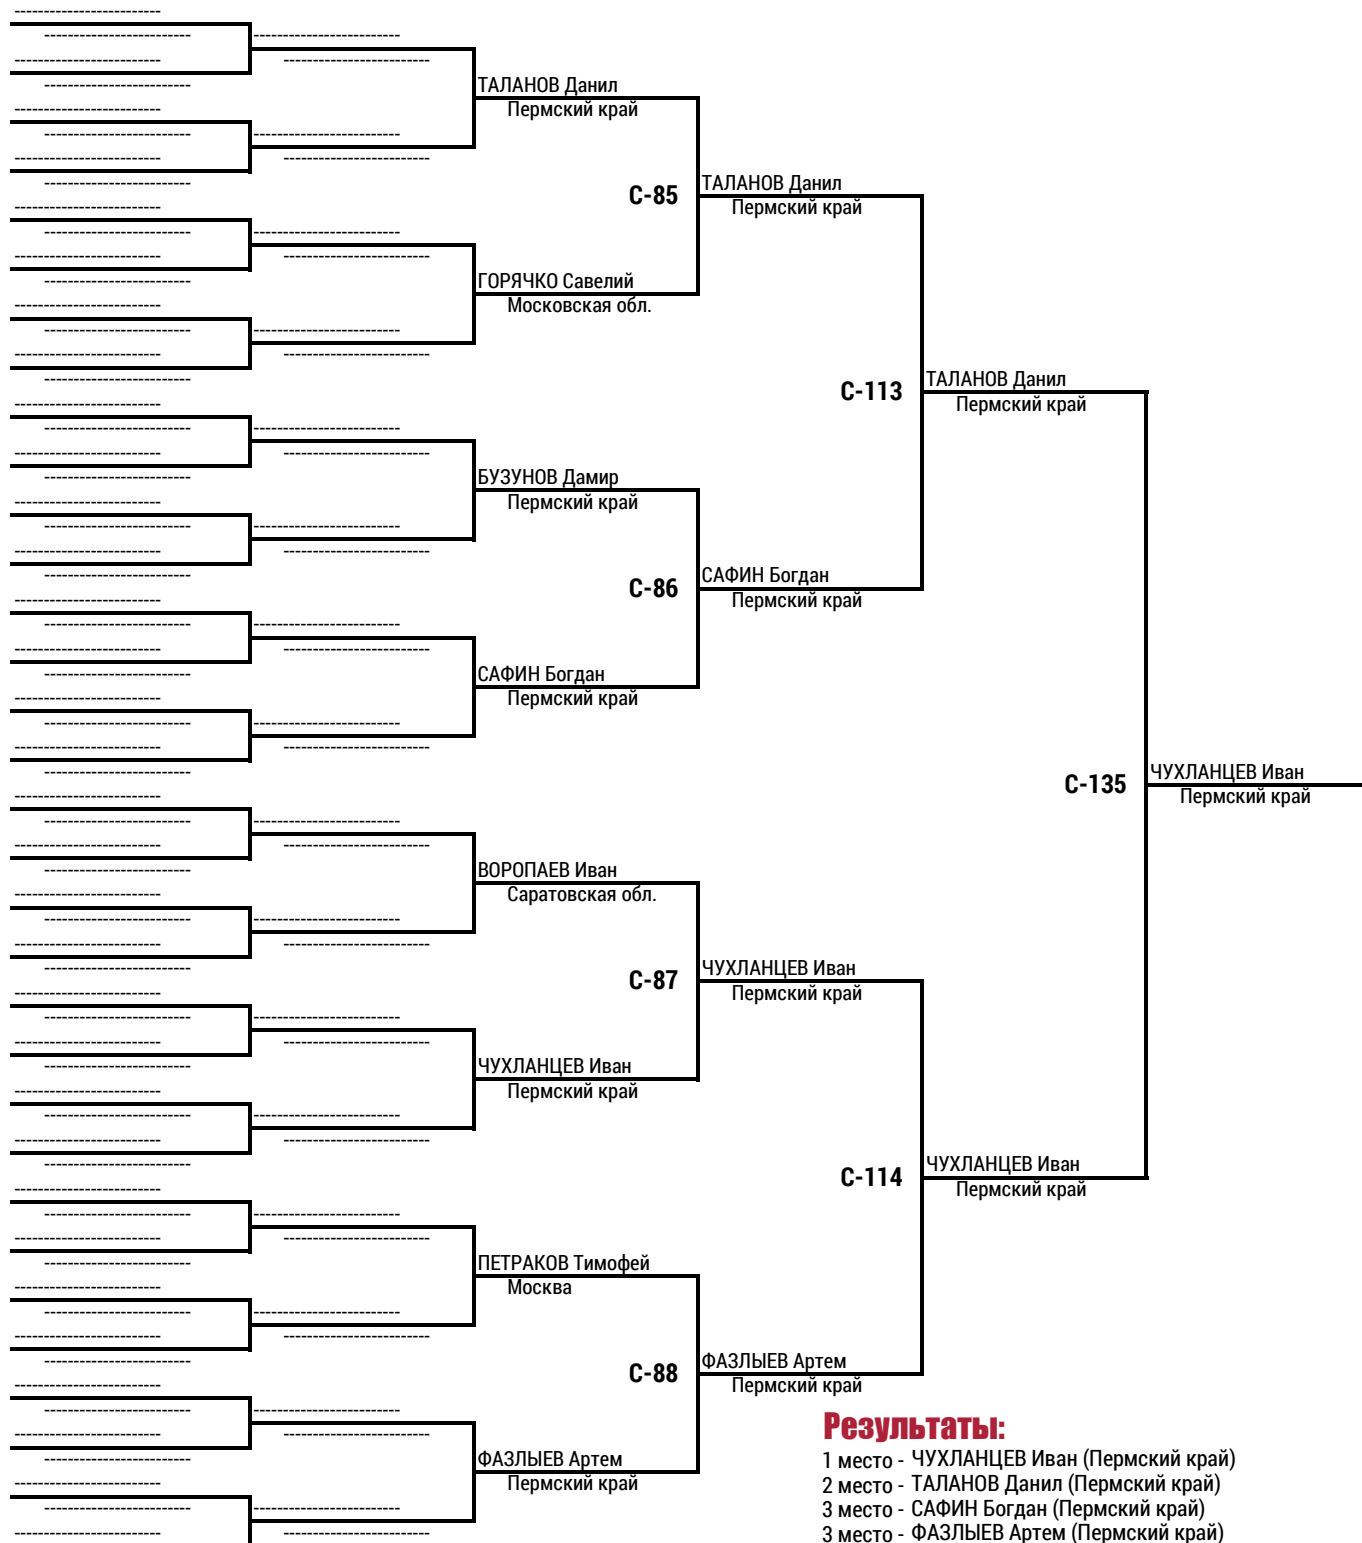 ТАЛАНОВ Данил
Пермский край
С-85
ТАЛАНОВ Данил
Пермский край
ГОРЯЧКО Савелий
Московская обл.
С-113
ТАЛАНОВ Данил
Пермский край
БУЗУНОВ Дамир
Пермский край
С-86
САФИН Богдан
Пермский край
САФИН Богдан
Пермский край
С-135
ЧУХЛАНЦЕВ Иван
Пермский край
ВОРОПАЕВ Иван
Саратовская обл.
С-87
ЧУХЛАНЦЕВ Иван
Пермский край
ЧУХЛАНЦЕВ Иван
Пермский край
С-114
ЧУХЛАНЦЕВ Иван
Пермский край
ПЕТРАКОВ Тимофей
Москва
С-88
ФАЗЛЫЕВ Артем
Пермский край
ФАЗЛЫЕВ Артем
Пермский край
Результаты:
1 место - ЧУХЛАНЦЕВ Иван (Пермский край)
2 место - ТАЛАНОВ Данил (Пермский край)
3 место - САФИН Богдан (Пермский край)
3 место - ФАЗЛЫЕВ Артем (Пермский край)